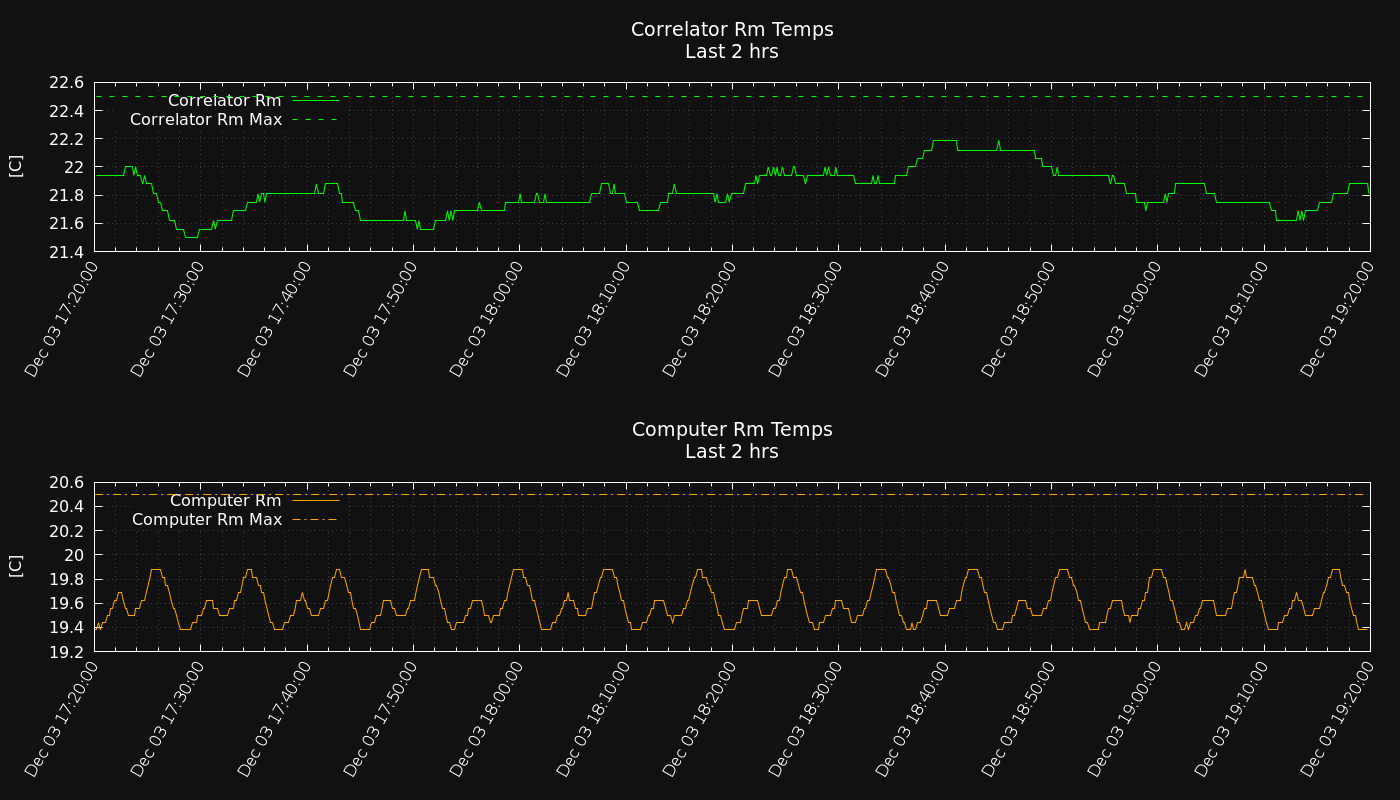 Correlator Rm Temps
Last 2 hrs
[C]
22.6
22.4
22.2
22
21.8
21.6
21.4
Correlator Rm
Correlator Rm Max
Dec 03 17:20:00
Dec 03 17:30:00
Dec 03 17:40:00
Dec 03 17:50:00
Dec 03 18:00:00
Dec 03 18:10:00
Dec 03 18:20:00
Dec 03 18:30:00
Dec 03 18:40:00
Dec 03 18:50:00
Dec 03 19:00:00
Dec 03 19:10:00
Dec 03 19:20:00
Computer Rm Temps
Last 2 hrs
[C]
20.6
20.4
20.2
20
19.8
19.6
19.4
19.2
Computer Rm
Computer Rm Max
Dec 03 17:20:00
Dec 03 17:30:00
Dec 03 17:40:00
Dec 03 17:50:00
Dec 03 18:00:00
Dec 03 18:10:00
Dec 03 18:20:00
Dec 03 18:30:00
Dec 03 18:40:00
Dec 03 18:50:00
Dec 03 19:00:00
Dec 03 19:10:00
Dec 03 19:20:00